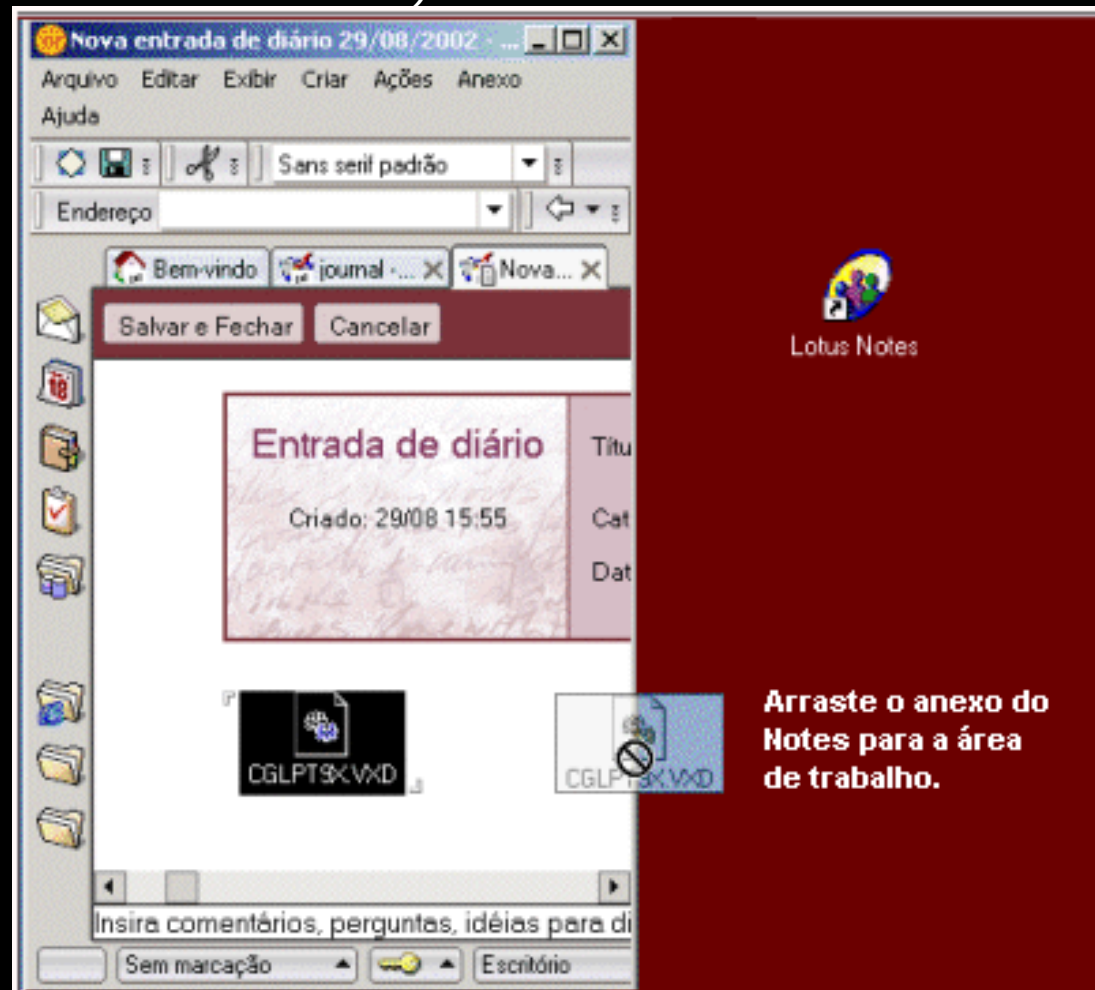 Nova entrada de diário 29/08/2002 - ...
Arquivo Editar Exibir Criar Ações Anexo
Ajuda
Sans serif padrão
Endereço
Bem-vindo journal -... Nova...
Salvar e Fechar Cancelar
Lotus Notes
18
Entrada de diário
Títu
Criado: 29/08 15:55
Cat
Dat
CGLPT9X.VXD
CGLPT9X.VXD
Arraste o anexo do
Notes para a área
de trabalho.
Insira comentários, perguntas, idéias para di
Sem marcação Escritório